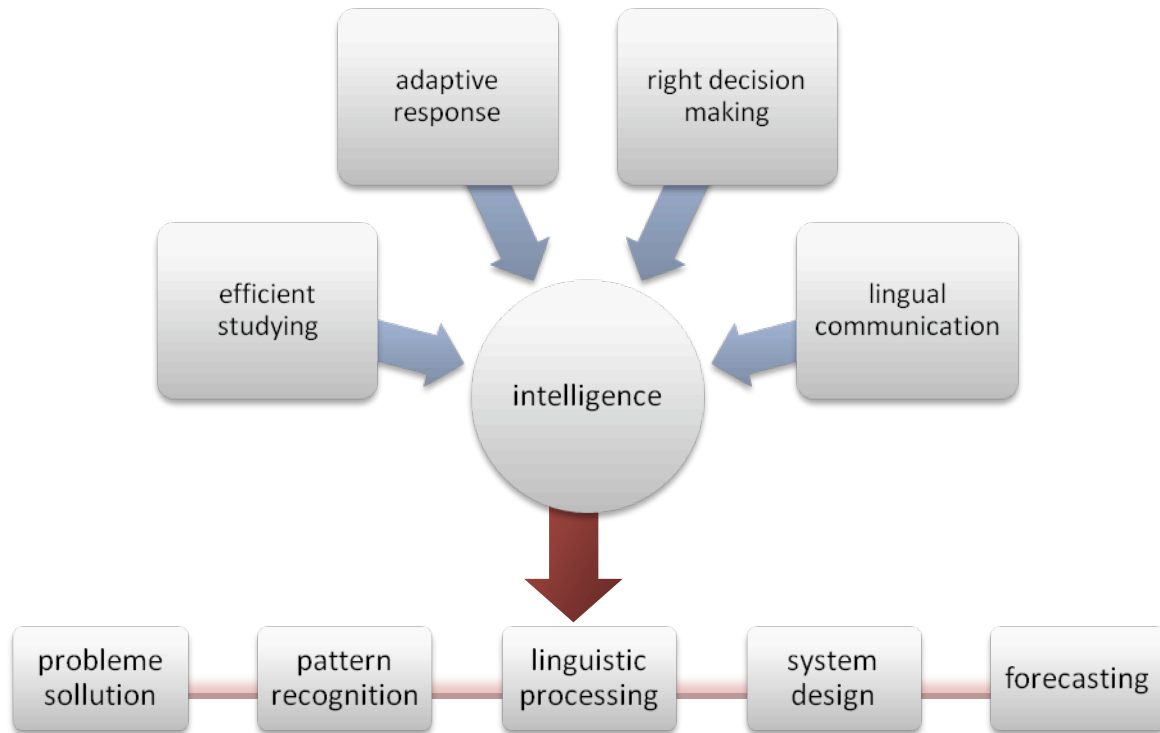 adaptive
response
right decision
making
efficient
studying
lingual
communication
intelligence
probleme
sollution
pattern
recognition
linguistic
processing
system
design
forecasting